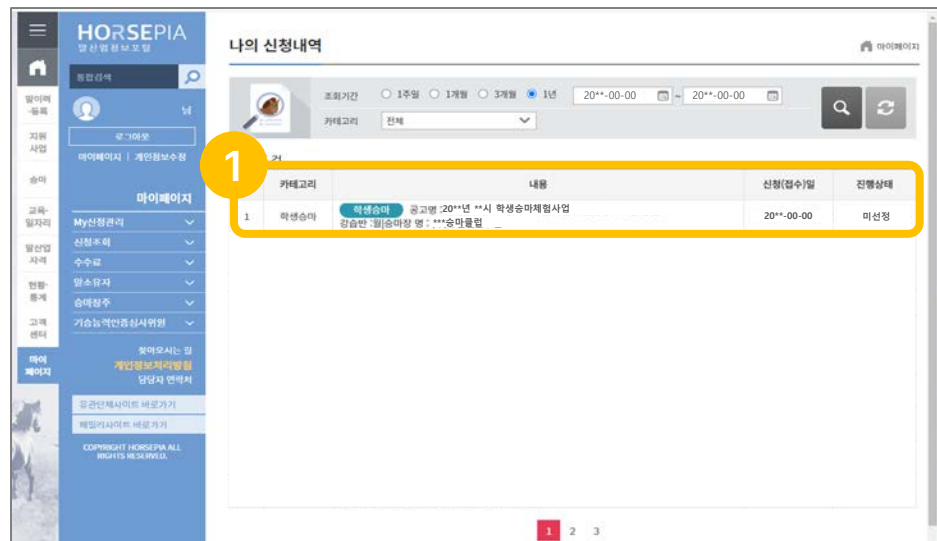 HORSEPIA
말산업정보포털
통합검색
님
로그아웃
마이페이지 | 개인정보수정
마이페이지
My신청관리
신청조회
수수료
말소유자
승마장주
기승능력인증심사위원
찾아오시는 길
개인정보처리방침
담당자 연락처
유관단체사이트 바로가기
패밀리사이트 바로가기
COPYRIGHT HORSEPIA ALL
RIGHTS RESERVED.
말이력
·등록
지원
사업
승마
교육·
일자리
말산업
자격
현황·
통계
고객
센터
마이
페이지
나의 신청내역
마이페이지
조회기간 1주일 1개월 3개월 1년 20**-00-00 ~ 20**-00-00
카테고리 전체
1
건
카테고리 내용 신청(접수)일 진행상태
1 학생승마 학생승마 공고명 :20**년 **시 학생승마체험사업 20**-00-00 미선정
강습반 :월|승마장 명 : ***승마클럽
1 2 3